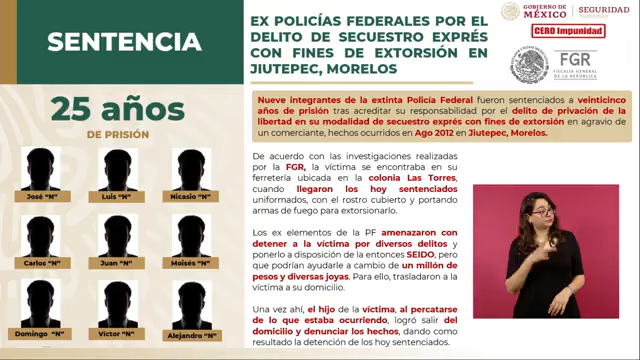 SENTENCIA
EX POLICÍAS FEDERALES POR EL
DELITO DE SECUESTRO EXPRÉS
CON FINES DE EXTORSIÓN EN
JIUTEPEC, MORELOS
GOBIERNO DE
MÉXICO
SEGURIDAD
CERO Impunidad
FGR
FISCALÍA GENERAL
DE LA REPÚBLICA
25 años
DE PRISIÓN
José “N”
Luis “N”
Nicasio “N”
Carlos “N”
Juan “N”
Moisés “N”
Domingo “N”
Víctor “N”
Alejandro “N”
Nueve integrantes de la extinta Policía Federal fueron sentenciados a veinticinco
años de prisión tras acreditar su responsabilidad por el delito de privación de la
libertad en su modalidad de secuestro exprés con fines de extorsión en agravio de
un comerciante, hechos ocurridos en Ago 2012 en Jiutepec, Morelos.
De acuerdo con las investigaciones realizadas
por la FGR, la víctima se encontraba en su
ferretería ubicada en la colonia Las Torres,
cuando llegaron los hoy sentenciados
uniformados, con el rostro cubierto y portando
armas de fuego para extorsionarlo.
Los ex elementos de la PF amenazaron con
detener a la víctima por diversos delitos y
ponerlo a disposición de la entonces SEIDO, pero
que podrían ayudarle a cambio de un millón de
pesos y diversas joyas. Para ello, trasladaron a la
víctima a su domicilio.
Una vez ahí, el hijo de la víctima, al percatarse
de lo que estaba ocurriendo, logró salir del
domicilio y denunciar los hechos, dando como
resultado la detención de los hoy sentenciados.